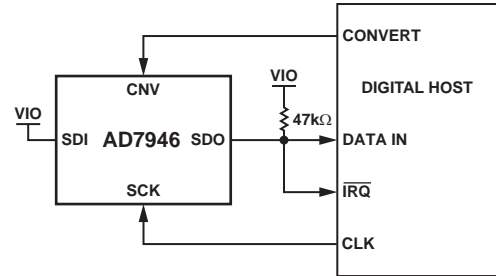 CONVERT
VIO
CNV
DIGITAL HOST
VIO
47kΩ
SDI AD7946 SDO
DATA IN
SCK
IRQ
CLK